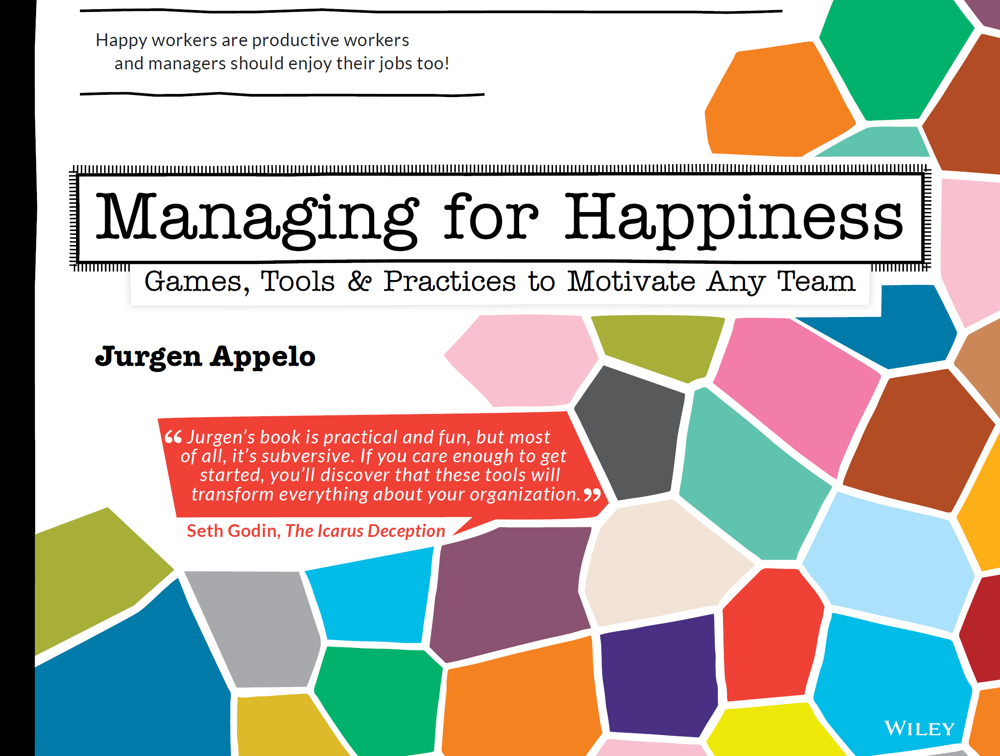 Happy workers are productive workers
and managers should enjoy their jobs too!
Managing for Happiness
Games, Tools & Practices to Motivate Any Team
Jurgen Appelo
“Jurgen’s book is practical and fun, but most
of all, it’s subversive. If you care enough to get
started, you’ll discover that these tools will
transform everything about your organization.”
Seth Godin, The Icarus Deception
WILEY